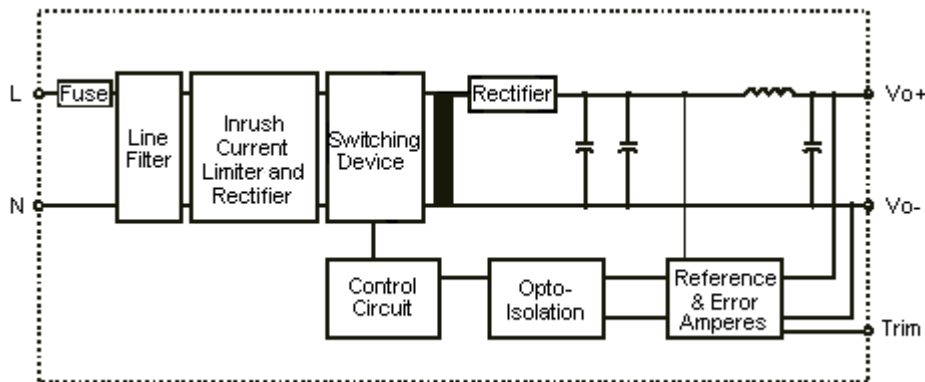 L
Fuse
Line
Filter
Inrush
Current
Limiter and
Rectifier
Switching
Device
Rectifier
Vo+
N
Vo-
Control
Circuit
Opto-
Isolation
Reference
& Error
Amperes
Trim